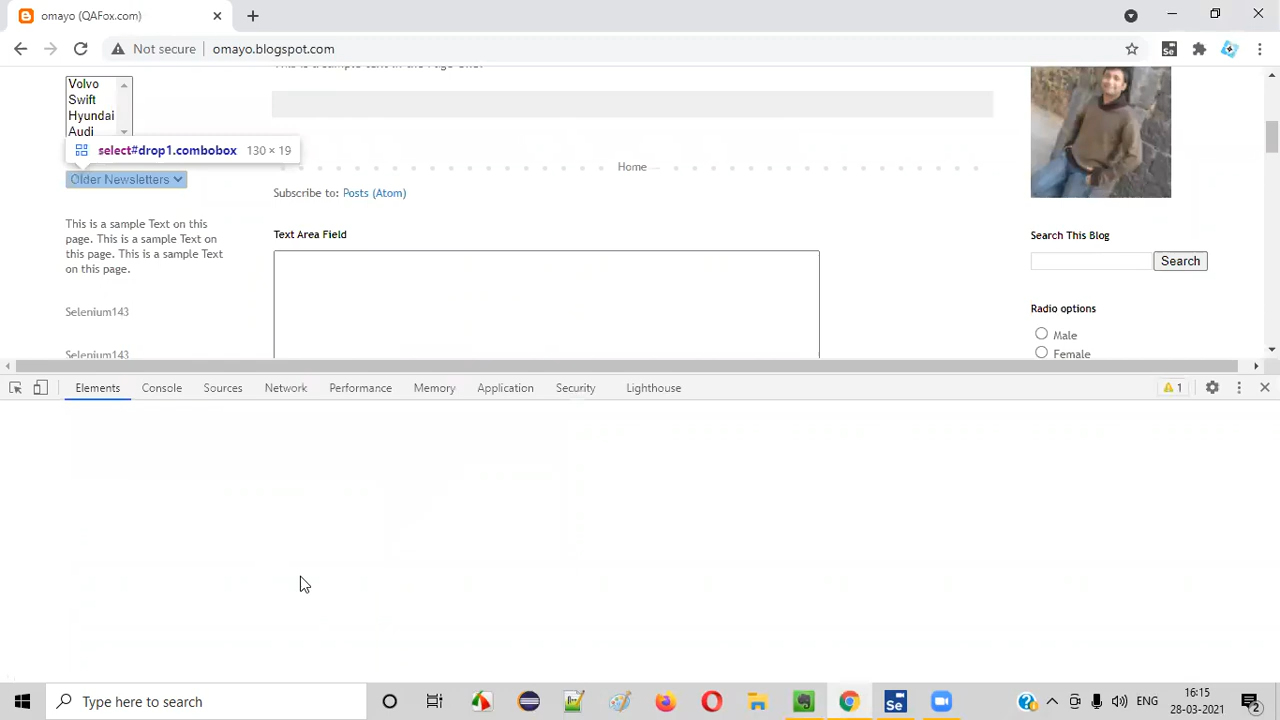 omayo (QAFox.com)
Not secure
omayo.blogspot.com
Volvo
Swift
Hyundai
Audi
select#drop1.combobox 130 × 19
Older Newsletters
This is a sample Text on this
page. This is a sample Text on
this page. This is a sample Text
on this page.
Selenium143
Selenium143
Home
Subscribe to: Posts (Atom)
Text Area Field
Search This Blog
Search
Radio options
Male
Female
Elements Console Sources Network Performance Memory Application Security Lighthouse
1
Type here to search
Se
ENG
16:15
28-03-2021
2